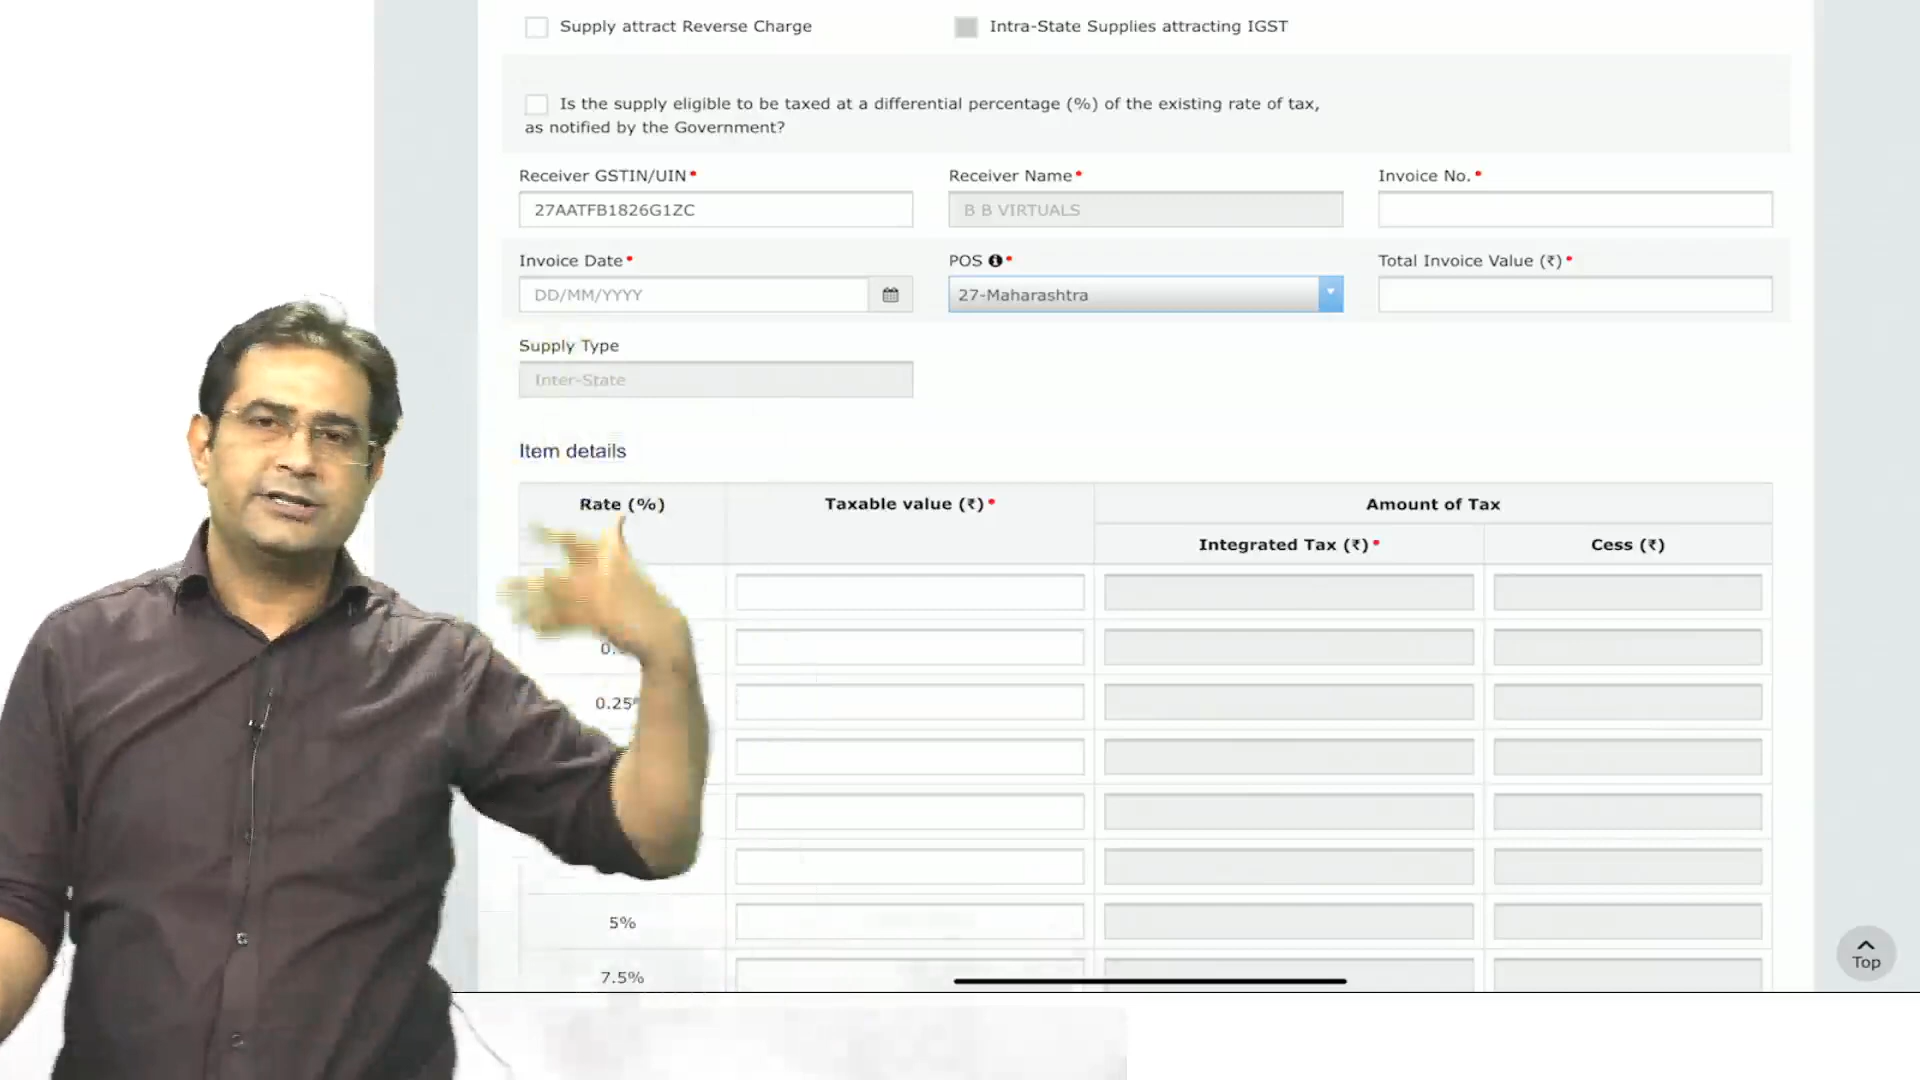 Supply attract Reverse Charge
Intra-State Supplies attracting IGST
Is the supply eligible to be taxed at a differential percentage (%) of the existing rate of tax,
as notified by the Government?
Receiver GSTIN/UIN•
Receiver Name•
Invoice No.•
27AATFB1826G1ZC
B B VIRTUALS
Invoice Date•
POS •
Total Invoice Value (₹)•
DD/MM/YYYY
27-Maharashtra
Supply Type
Inter-State
Item details
Rate (%)
Taxable value (₹)•
Amount of Tax
Integrated Tax (₹)•
Cess (₹)
0.25
5%
7.5%
Top